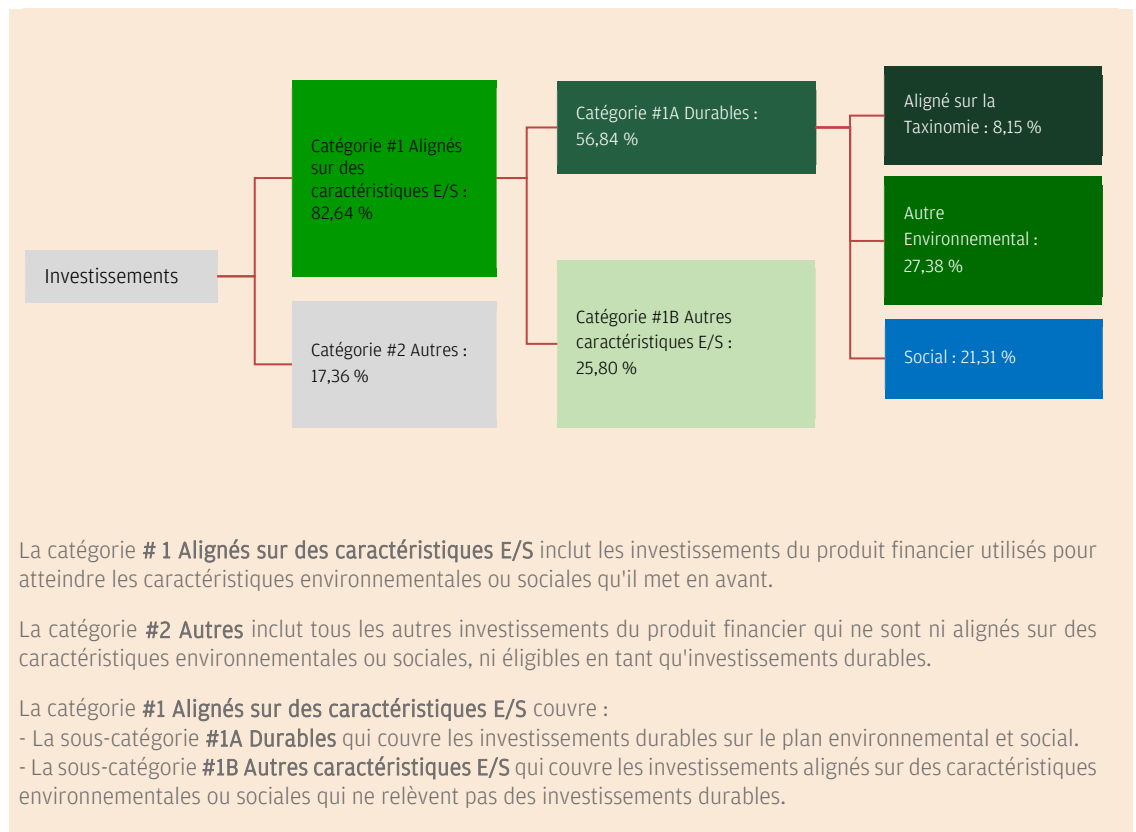 Investissements
Catégorie #1 Alignés
sur des
caractéristiques E/S :
82,64 %
Catégorie #2 Autres :
17,36 %
Catégorie #1A Durables :
56,84 %
Catégorie #1B Autres
caractéristiques E/S :
25,80 %
Aligné sur la
Taxinomie : 8,15 %
Autre
Environnemental :
27,38 %
Social : 21,31 %
La catégorie # 1 Alignés sur des caractéristiques E/S inclut les investissements du produit financier utilisés pour
atteindre les caractéristiques environnementales ou sociales qu'il met en avant.
La catégorie #2 Autres inclut tous les autres investissements du produit financier qui ne sont ni alignés sur des
caractéristiques environnementales ou sociales, ni éligibles en tant qu'investissements durables.
La catégorie #1 Alignés sur des caractéristiques E/S couvre :
- La sous-catégorie #1A Durables qui couvre les investissements durables sur le plan environnemental et social.
- La sous-catégorie #1B Autres caractéristiques E/S qui couvre les investissements alignés sur des caractéristiques
environnementales ou sociales qui ne relèvent pas des investissements durables.